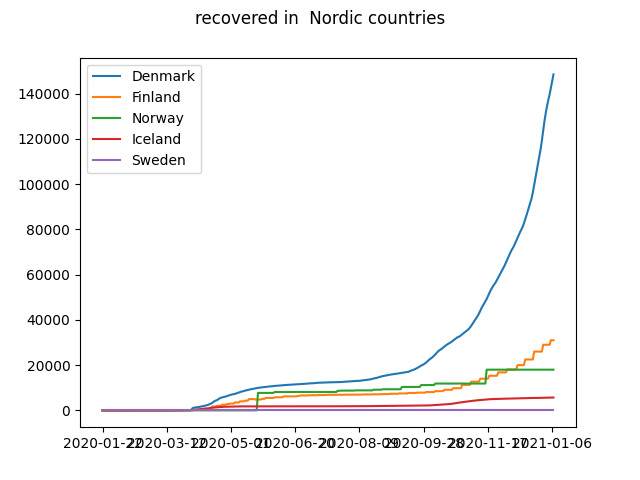 recovered in  Nordic countries
Denmark
Finland
Norway
Iceland
Sweden
140000
120000
100000
80000
60000
40000
20000
0
2020-01-22 2020-03-12 2020-05-01 2020-06-20 2020-08-09 2020-09-28 2020-11-17 2021-01-06